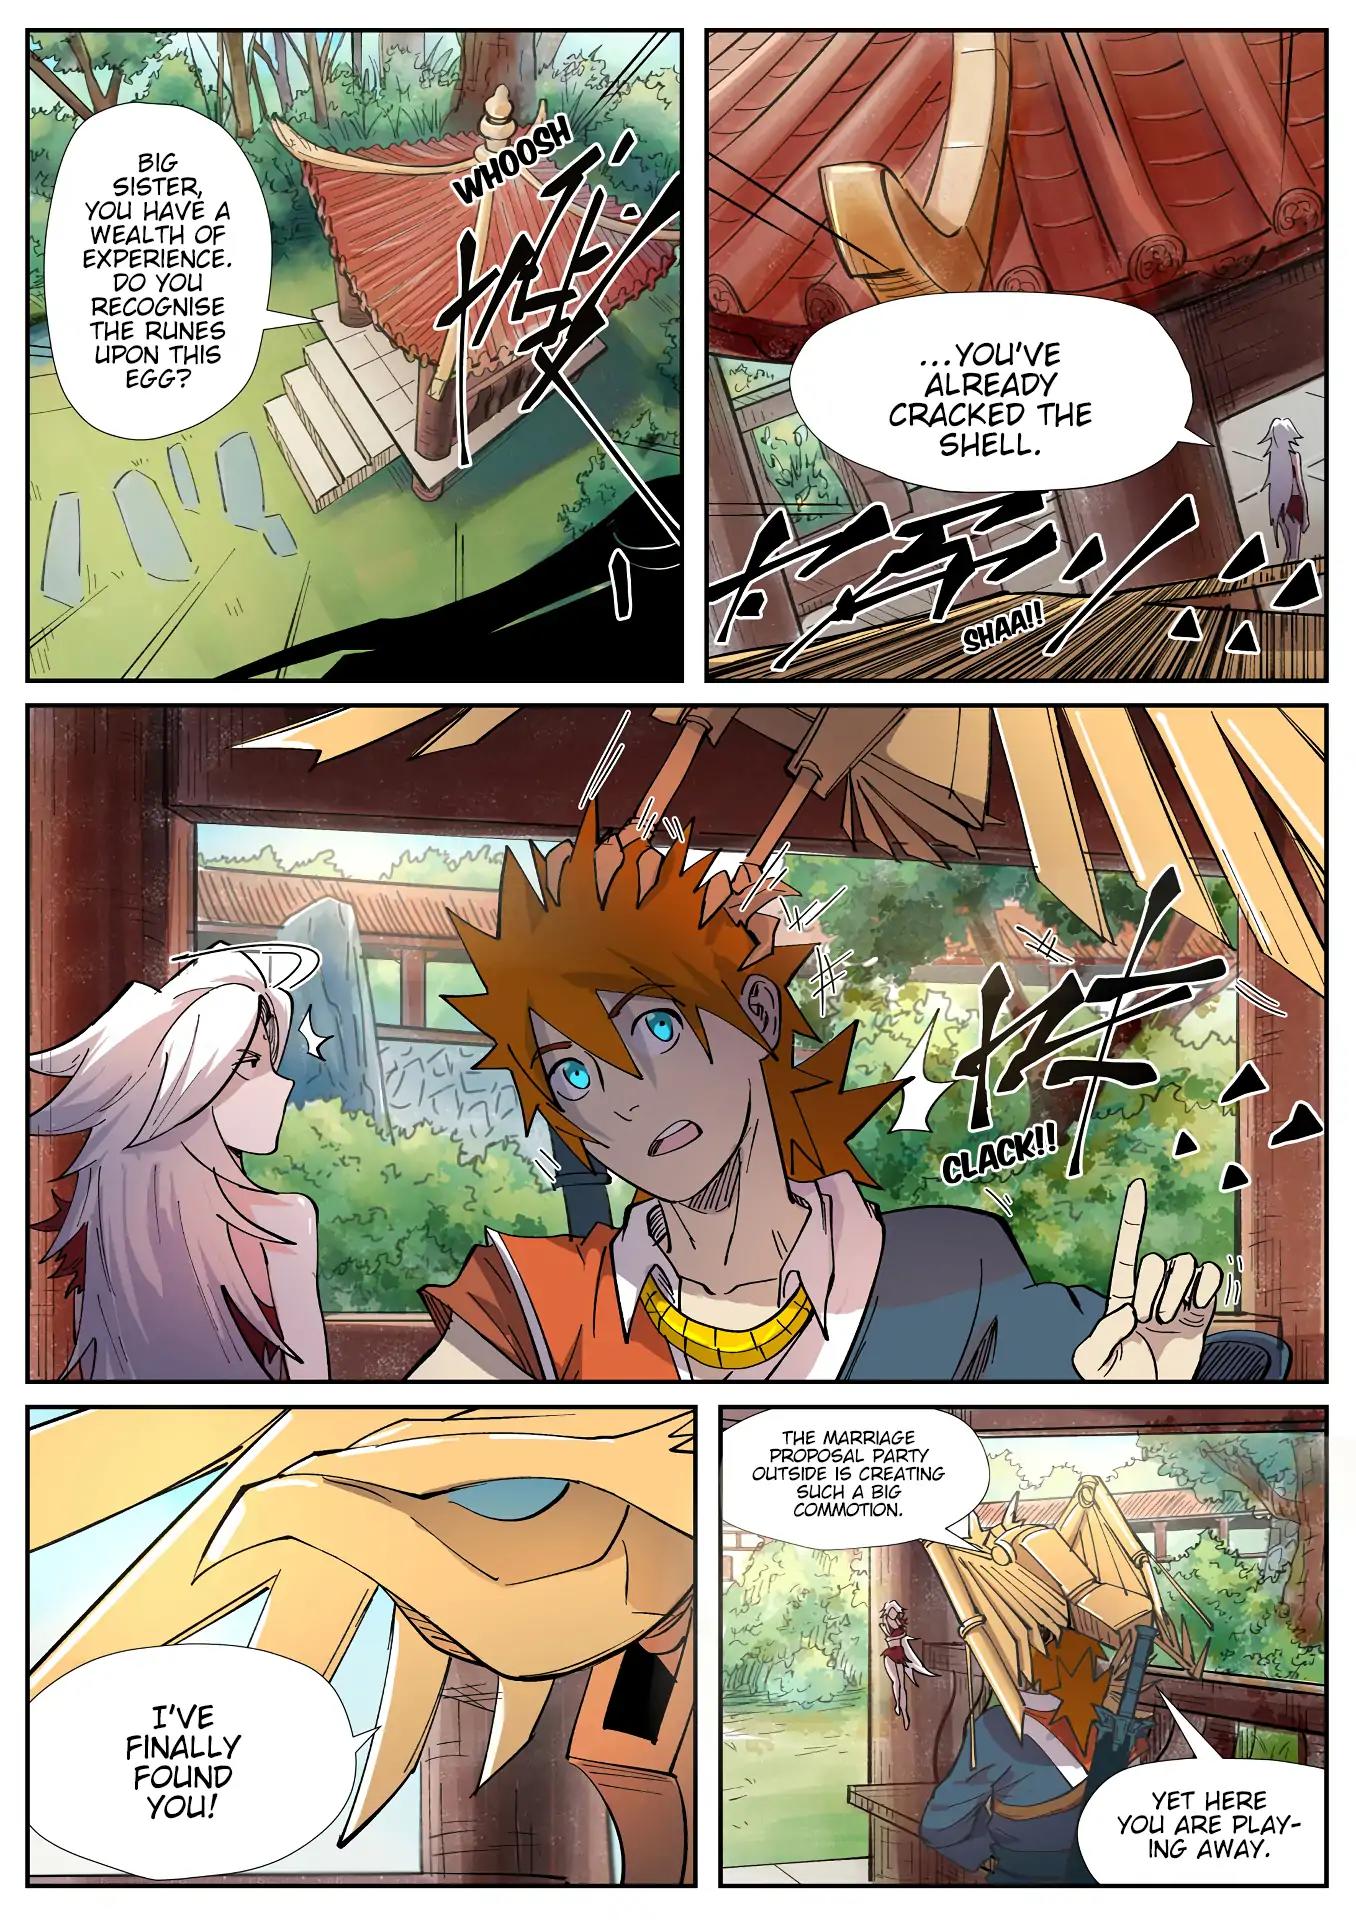 BIG
SISTER,
YOU HAVE A
WEALTH OF
EXPERIENCE.
DO YOU
RECOGNISE
THE RUNES
UPON THIS
EGG?
WHOOSH
...YOU'VE
ALREADY
CRACKED THE
SHELL.
SHAA!!
CLACK!!
I'VE
FINALLY
FOUND
YOU!
THE MARRIAGE
PROPOSAL PARTY
OUTSIDE IS CREATING
SUCH A BIG
COMMOTION.
YET HERE
YOU ARE PLAY-
ING AWAY.